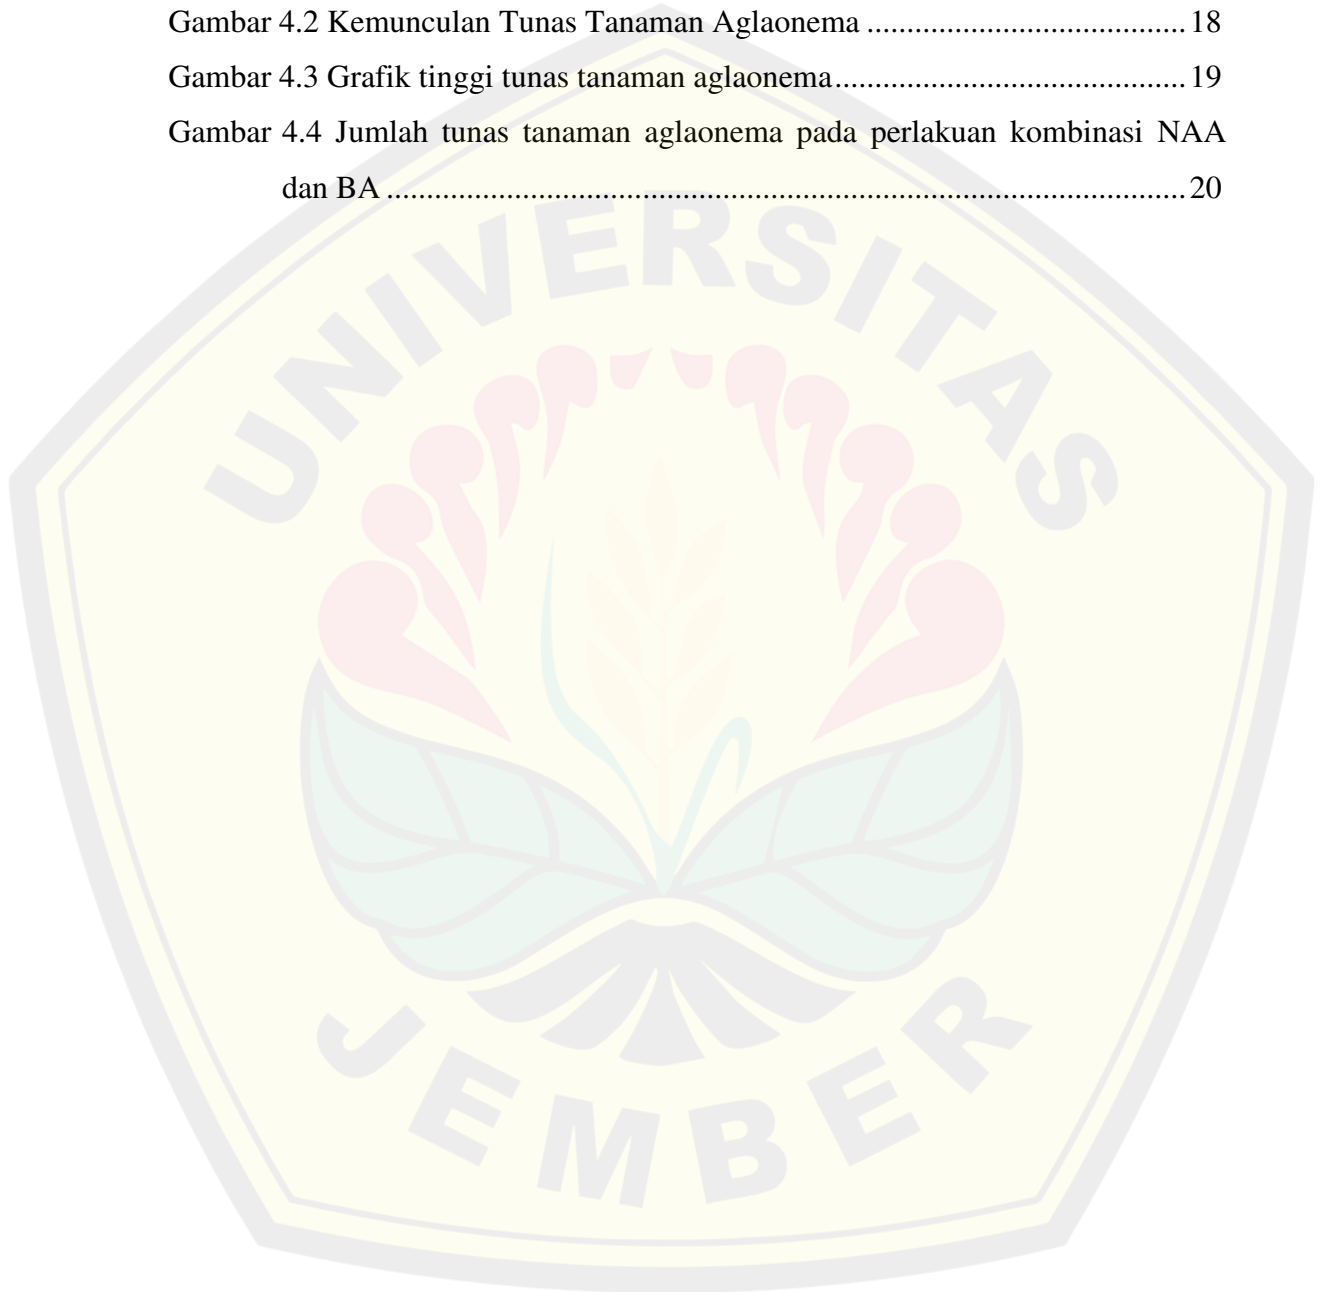 Gambar 4.2 Kemunculan Tunas Tanaman Aglaonema ........................................ 18
Gambar 4.3 Grafik tinggi tunas tanaman aglaonema............................................ 19
Gambar 4.4 Jumlah tunas tanaman aglaonema pada perlakuan kombinasi NAA
dan BA .................................................................................................... 20
UNIVERSITAS
JEMBER